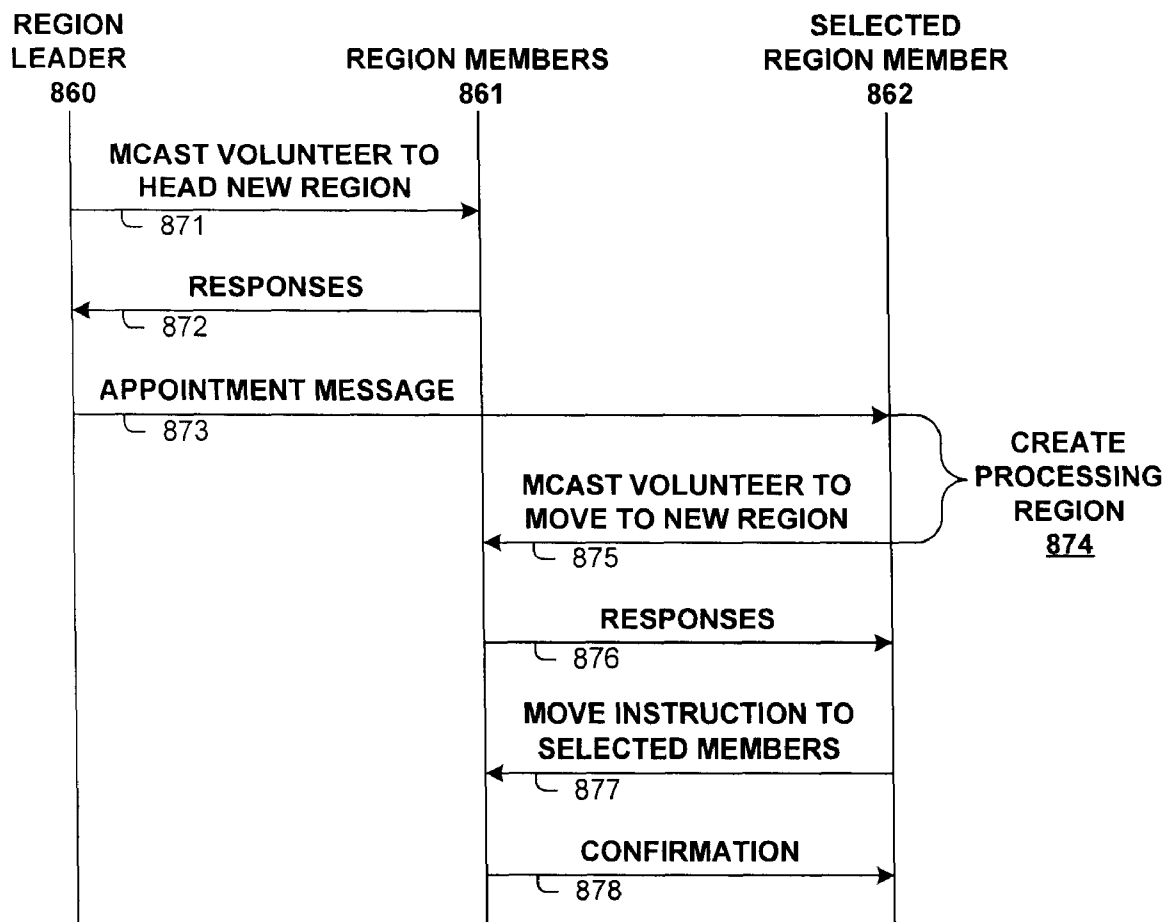 REGION
LEADER
860
REGION MEMBERS
861
SELECTED
REGION MEMBER
862
MCAST VOLUNTEER TO
HEAD NEW REGION
871
RESPONSES
872
APPOINTMENT MESSAGE
873
CREATE
PROCESSING
REGION
874
MCAST VOLUNTEER TO
MOVE TO NEW REGION
875
RESPONSES
876
MOVE INSTRUCTION TO
SELECTED MEMBERS
877
CONFIRMATION
878